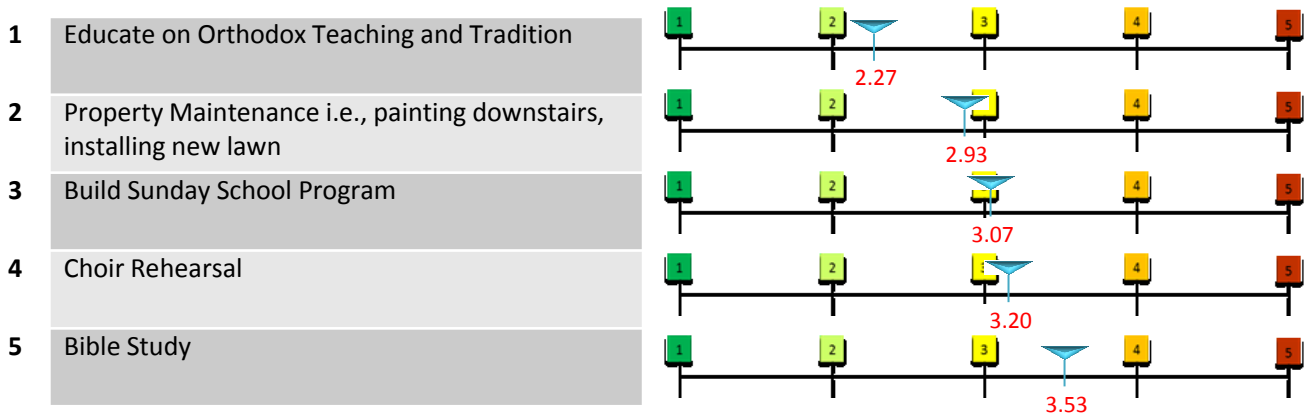 1 Educate on Orthodox Teaching and Tradition 1 2 3 4 5
2.27
2 Property Maintenance i.e., painting downstairs, 1 2 4 5
installing new lawn
2.93
3 Build Sunday School Program 1 2 4 5
3.07
4 Choir Rehearsal 1 2 4 5
3.20
5 Bible Study 1 2 3 4 5
3.53